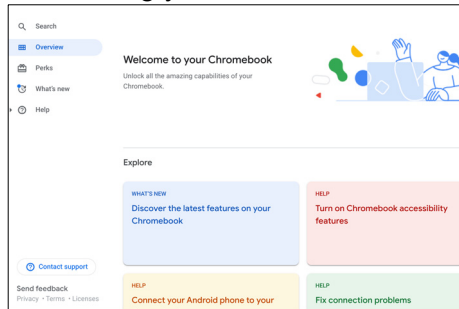 Search
Overview
Perks
What's new
Help
Contact support
Send feedback
Privacy • Terms • Licenses
Welcome to your Chromebook
Unlock all the amazing capabilities of your
Chromebook.
Explore
WHAT'S NEW
Discover the latest features on your
Chromebook
HELP
Turn on Chromebook accessibility
features
HELP
Connect your Android phone to your
HELP
Fix connection problems